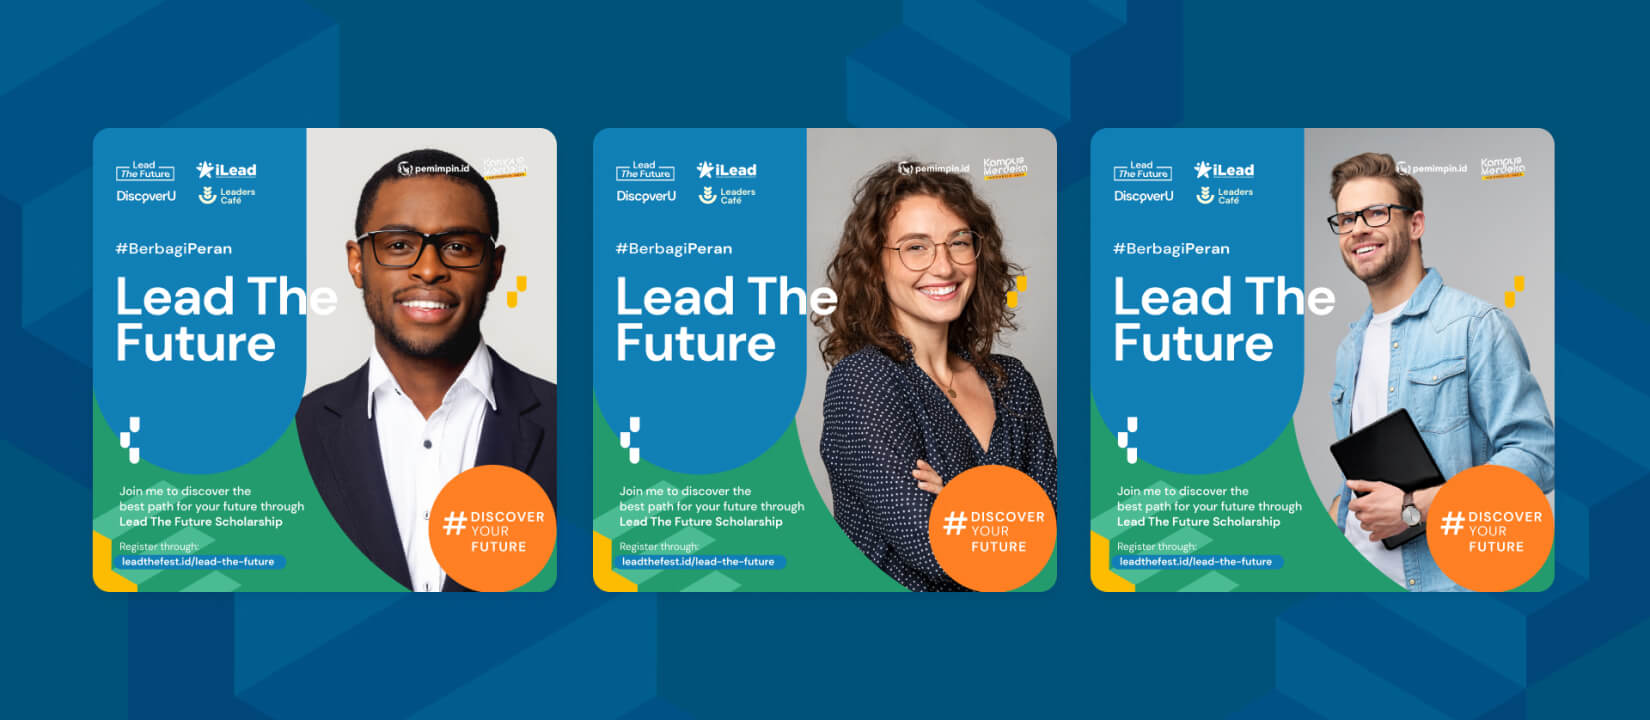 Lead
The Future
iLead
pemimpin.id
Kampus
Merdeka
DiscoverU
Leaders
Café
#BerbagiPeran
Lead The
Future
Join me to discover the
best path for your future through
Lead The Future Scholarship
Register through:
leadthefest.id/lead-the-future
# DISCOVER
YOUR
FUTURE
Lead
The Future
iLead
pemimpin.id
Kampus
Merdeka
DiscoverU
Leaders
Café
#BerbagiPeran
Lead The
Future
Join me to discover the
best path for your future through
Lead The Future Scholarship
Register through:
leadthefest.id/lead-the-future
# DISCOVER
YOUR
FUTURE
Lead
The Future
iLead
pemimpin.id
Kampus
Merdeka
DiscoverU
Leaders
Café
#BerbagiPeran
Lead The
Future
Join me to discover the
best path for your future through
Lead The Future Scholarship
Register through:
leadthefest.id/lead-the-future
# DISCOVER
YOUR
FUTURE